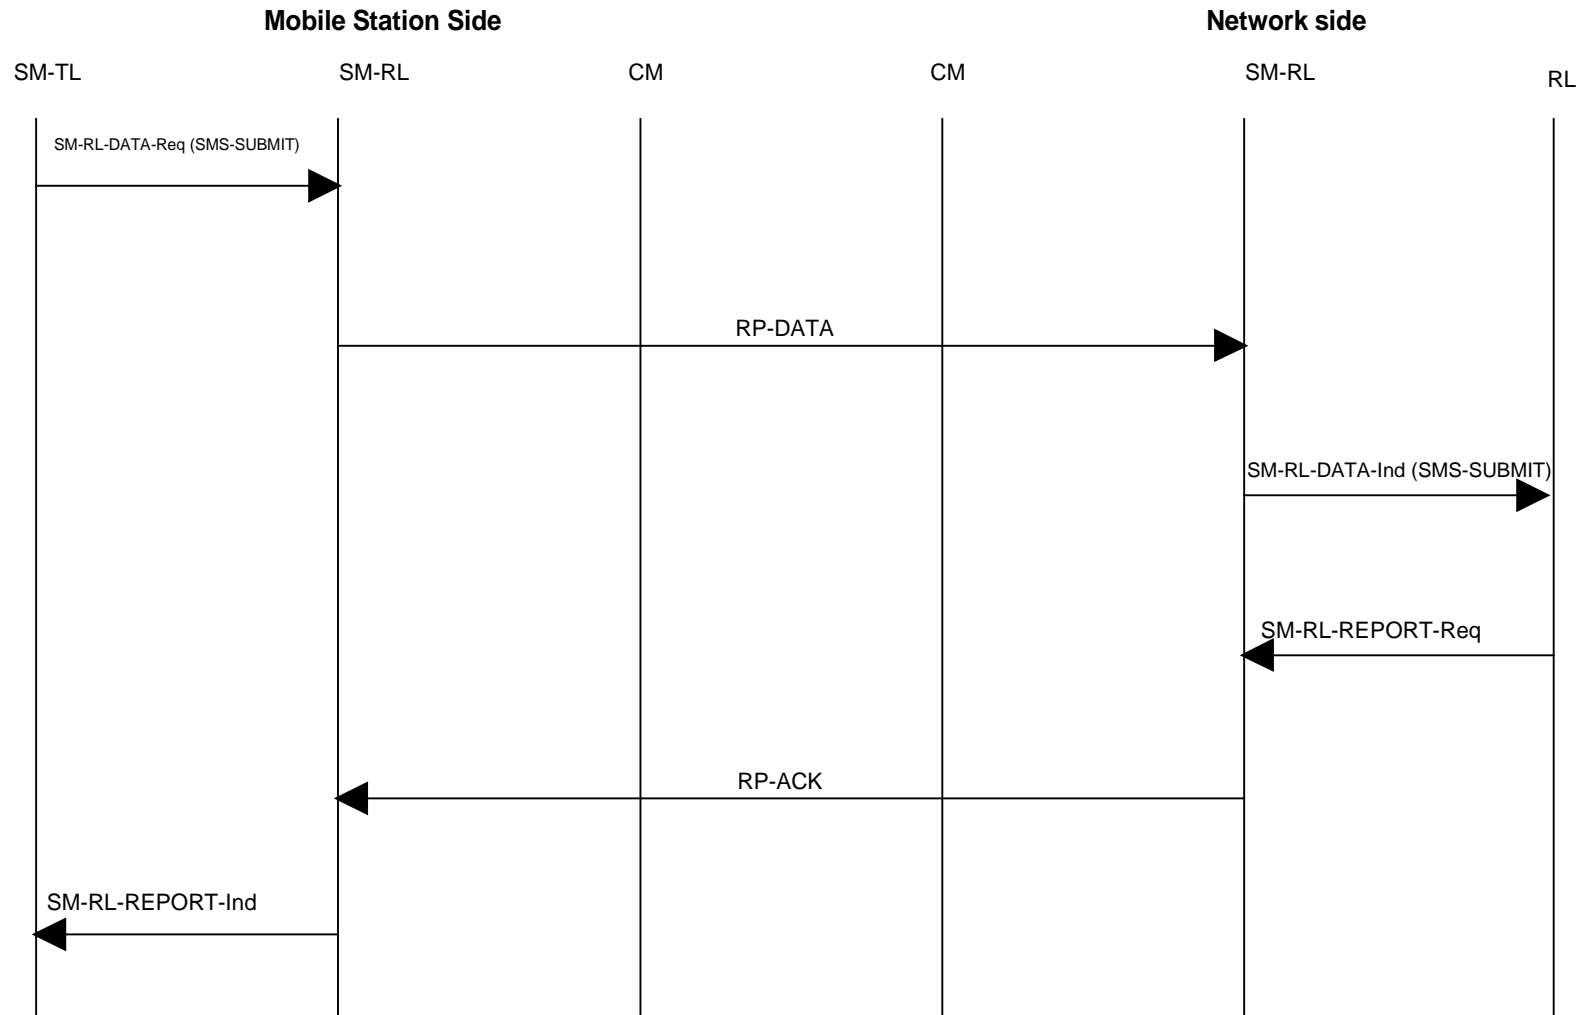 Mobile Station Side
Network side
SM-TL
SM-RL
CM
CM
SM-RL
RL
SM-RL-DATA-Req (SMS-SUBMIT)
RP-DATA
SM-RL-DATA-Ind (SMS-SUBMIT)
SM-RL-REPORT-Req
RP-ACK
SM-RL-REPORT-Ind